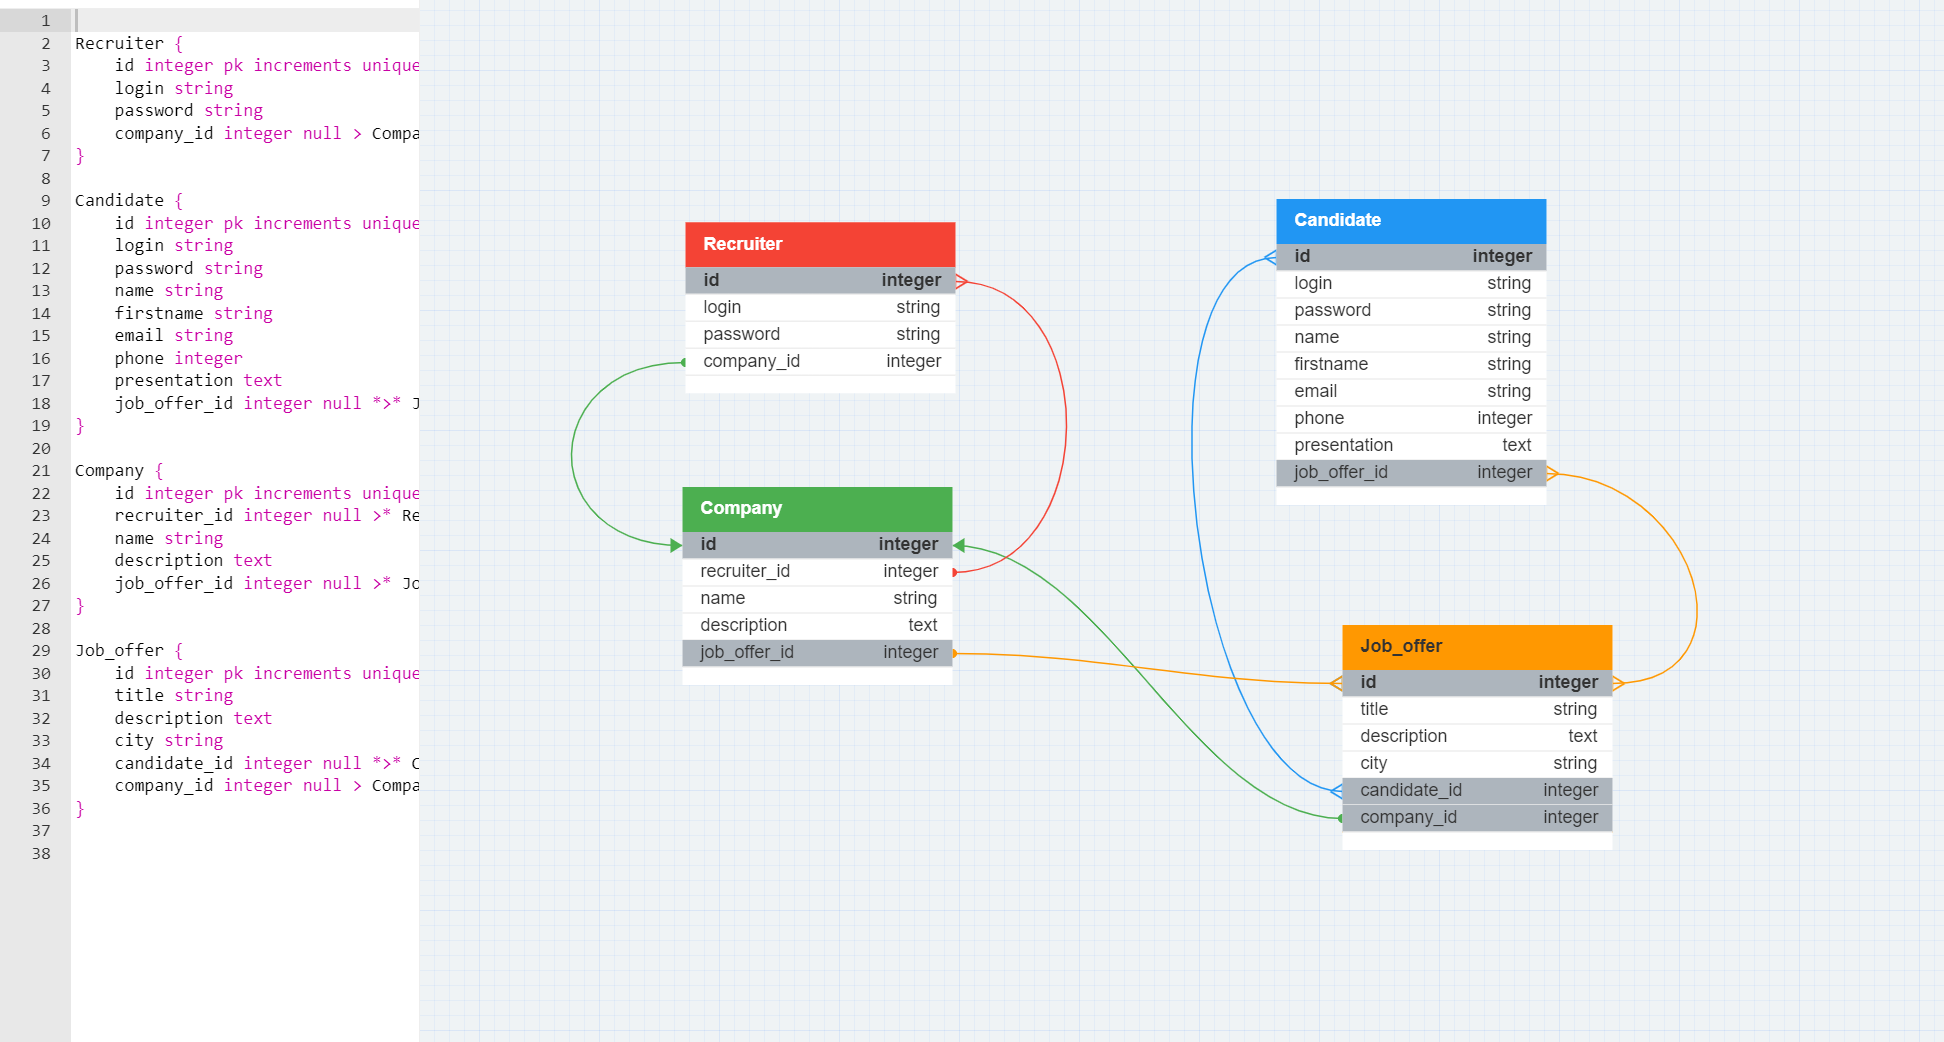 1
2 Recruiter {
3 id integer pk increments unique
4 login string
5 password string
6 company_id integer null > Compa
7 }
8
9 Candidate {
10 id integer pk increments unique
11 login string
12 password string
13 name string
14 firstname string
15 email string
16 phone integer
17 presentation text
18 job_offer_id integer null *>* J
19 }
20
21 Company {
22 id integer pk increments unique
23 recruiter_id integer null >* Re
24 name string
25 description text
26 job_offer_id integer null >* Jo
27 }
28
29 Job_offer {
30 id integer pk increments unique
31 title string
32 description text
33 city string
34 candidate_id integer null *>* C
35 company_id integer null > Compa
36 }
37
38
Recruiter
id integer
login string
password string
company_id integer
Company
id integer
recruiter_id integer
name string
description text
job_offer_id integer
Candidate
id integer
login string
password string
name string
firstname string
email string
phone integer
presentation text
job_offer_id integer
Job_offer
id integer
title string
description text
city string
candidate_id integer
company_id integer